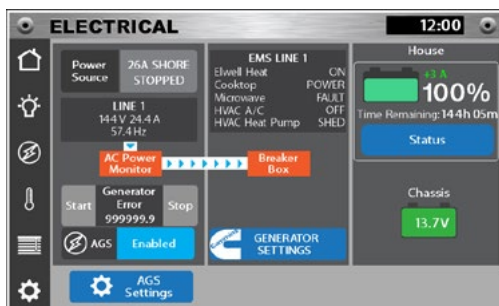 ELECTRICAL
12:00
Power Source
26A SHORE STOPPED
LINE 1
144 V 24.4 A
57.4 Hz
AC Power Monitor
Breaker Box
Start
Generator Error
999999.9
Stop
AGS
Enabled
AGS Settings
EMS LINE 1
Elwell Heat ON
Cooktop POWER
Microwave FAULT
HVAC A/C OFF
HVAC Heat Pump SHED
GENERATOR SETTINGS
House
+3 A
100%
Time Remaining: 144h 05m
Status
Chassis
13.7V